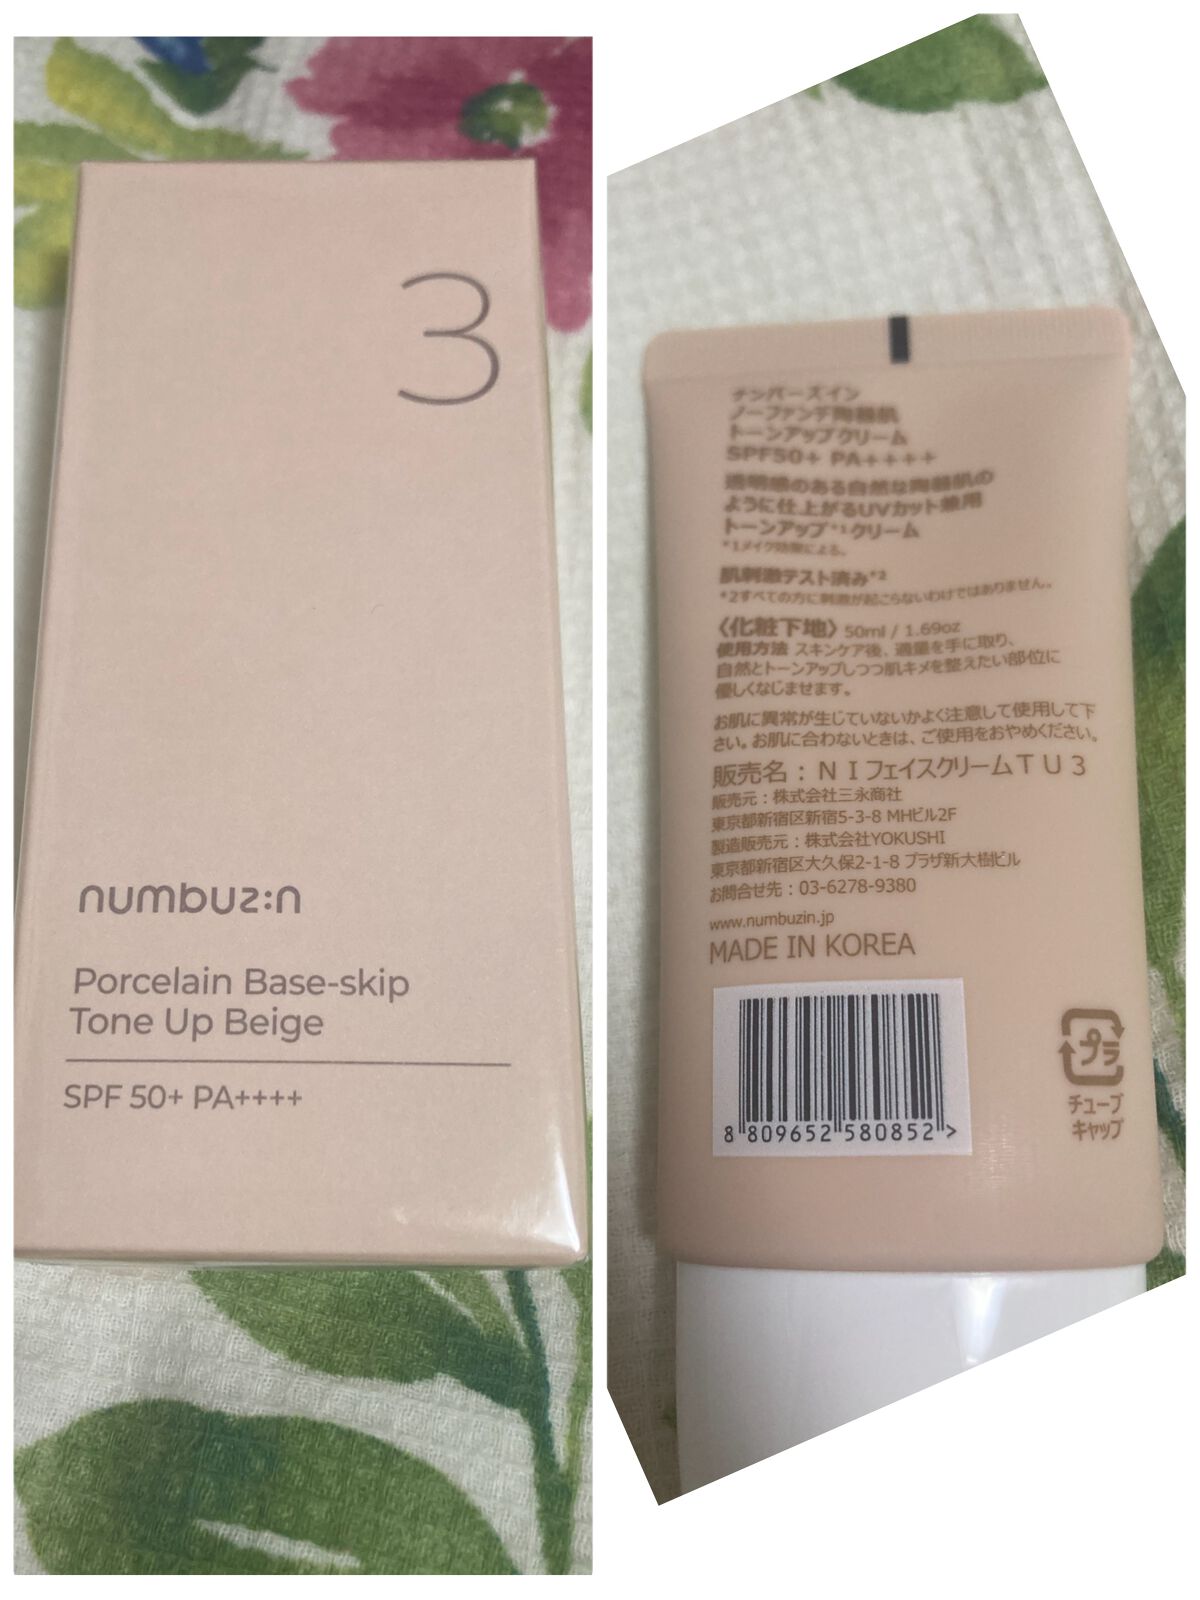 3
numbuz:n
Porcelain Base-skip
Tone Up Beige
SPF 50+ PA++++
ナンバーズイン
ノーファンデ陶器肌
トーンアップクリーム
SPF50+ PA++++
透明感のある自然な陶器肌の
ように仕上がるUVカット兼用
トーンアップ*1クリーム
*1メイク効果による。
肌刺激テスト済み*2
*2すべての方に刺激が起こらないわけではありません。
〈化粧下地〉 50ml / 1.69oz
使用方法 スキンケア後、適量を手に取り、
自然とトーンアップしつつ肌キメを整えたい部位に
優しくなじませます。
お肌に異常が生じていないかよく注意して使用して下
さい。お肌に合わないときは、ご使用をおやめください。
販売名：ＮＩフェイスクリームＴＵ３
販売元：株式会社三永商社
東京都新宿区新宿5-3-8 MHビル2F
製造販売元：株式会社YOKUSHI
東京都新宿区大久保2-1-8 プラザ新大樹ビル
お問合せ先：03-6278-9380
www.numbuzin.jp
MADE IN KOREA
8 809652 580852 >
プラ
チューブ
キャップ